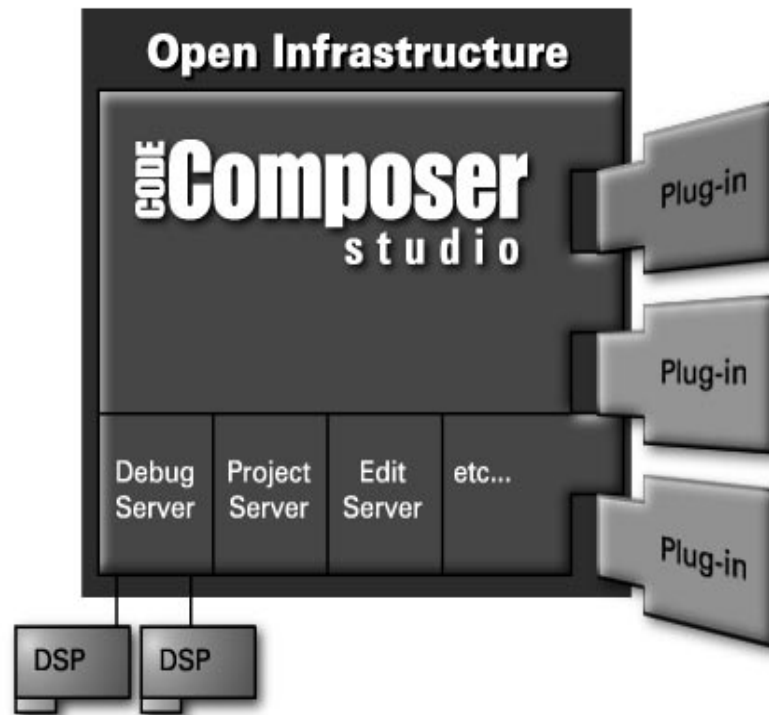 Open Infrastructure
CODE Composer
studio
Plug-in
Plug-in
Plug-in
Debug
Server
Project
Server
Edit
Server
etc...
DSP
DSP